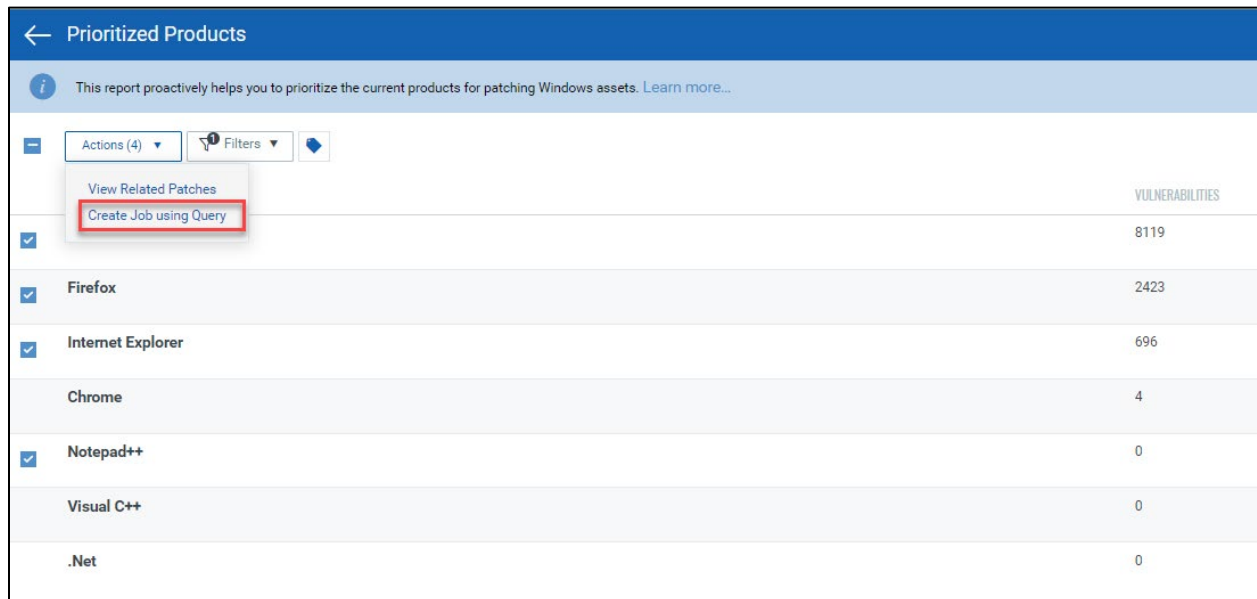 Prioritized Products
This report proactively helps you to prioritize the current products for patching Windows assets. Learn more...
Actions (4) 1 Filters
View Related Patches
VULNERABILITIES
Create Job using Query
8119
Firefox 2423
Internet Explorer 696
Chrome 4
Notepad++ 0
Visual C++ 0
.Net 0